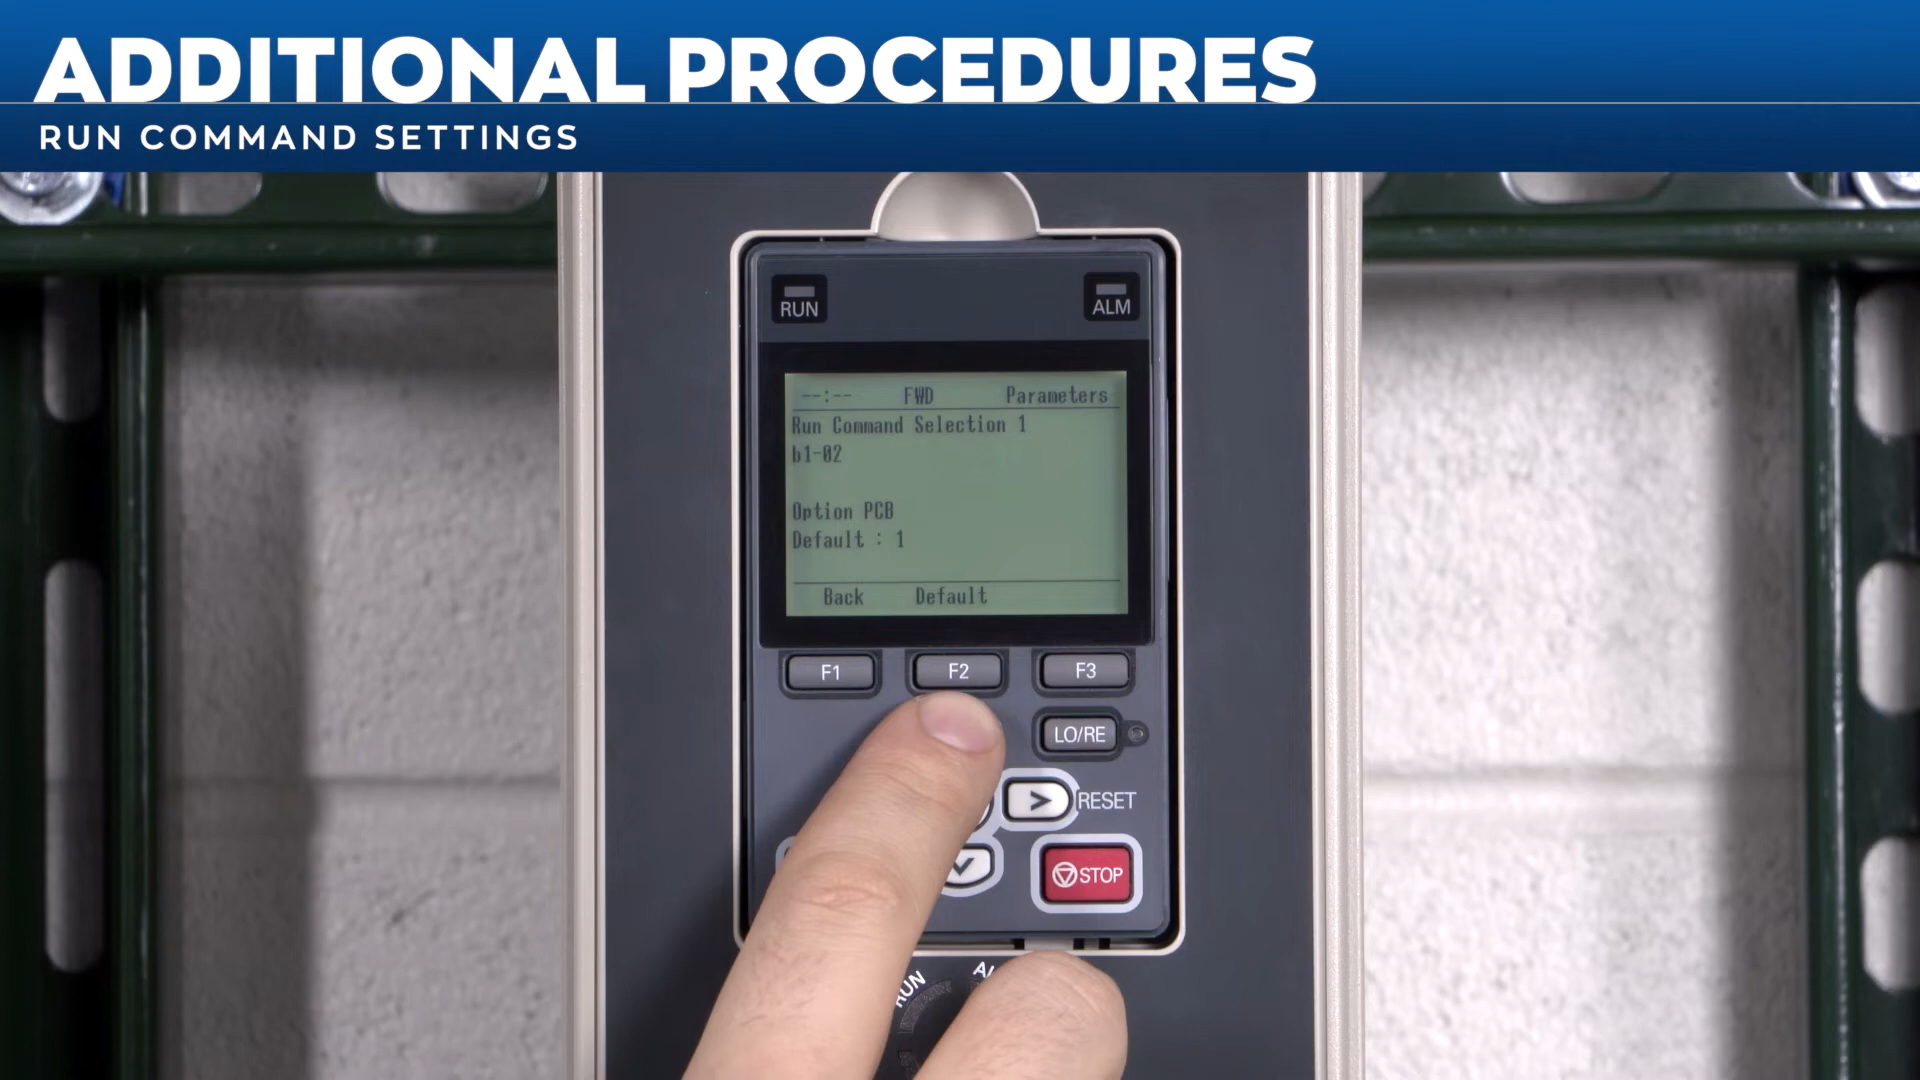 ADDITIONAL PROCEDURES
RUN COMMAND SETTINGS
RUN
ALM
--:-- FWD Parameters
Run Command Selection 1
b1-02
Option PCB
Default : 1
Back Default
F1 F2 F3
LO/RE
> RESET
STOP
RUN